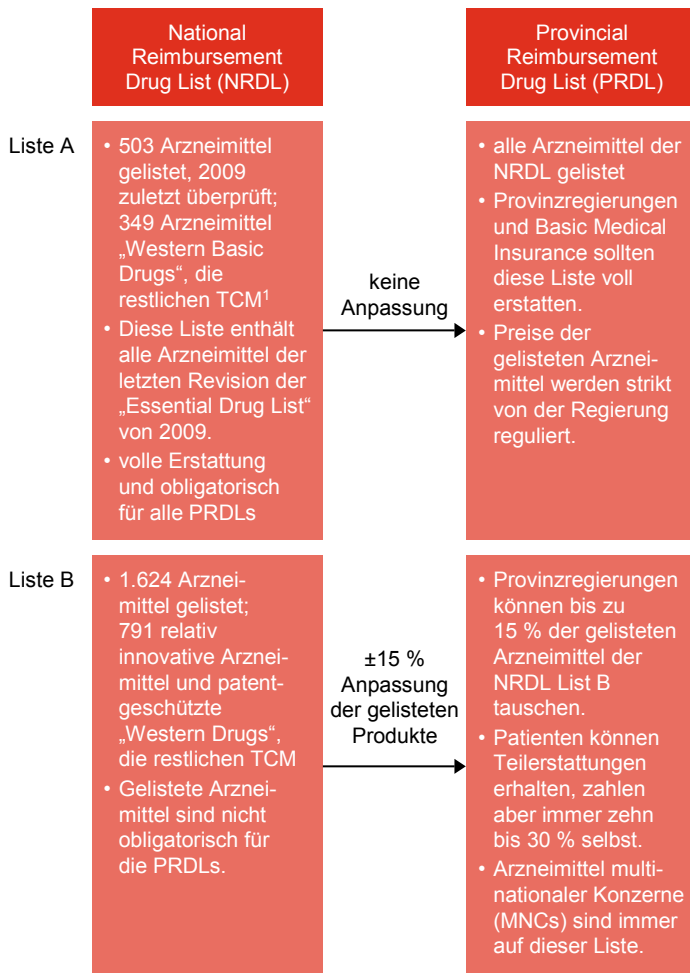 National
Reimbursement
Drug List (NRDL)
Provincial
Reimbursement
Drug List (PRDL)
Liste A
• 503 Arzneimittel
gelistet, 2009
zuletzt überprüft;
349 Arzneimittel
„Western Basic
Drugs“, die
restlichen TCM¹
• Diese Liste enthält
alle Arzneimittel der
letzten Revision der
„Essential Drug List“
von 2009.
• volle Erstattung
und obligatorisch
für alle PRDLs
keine
Anpassung
• alle Arzneimittel der
NRDL gelistet
• Provinzregierungen
und Basic Medical
Insurance sollten
diese Liste voll
erstatten.
• Preise der
gelisteten Arznei-
mittel werden strikt
von der Regierung
reguliert.
Liste B
• 1.624 Arznei-
mittel gelistet;
791 relativ
innovative Arznei-
mittel und patent-
geschützte
„Western Drugs“,
die restlichen TCM
• Gelistete Arznei-
mittel sind nicht
obligatorisch für
die PRDLs.
±15 %
Anpassung
der gelisteten
Produkte
• Provinzregierungen
können bis zu
15 % der gelisteten
Arzneimittel der
NRDL List B
tauschen.
• Patienten können
Teilerstattungen
erhalten, zahlen
aber immer zehn
bis 30 % selbst.
• Arzneimittel multi-
nationaler Konzerne
(MNCs) sind immer
auf dieser Liste.